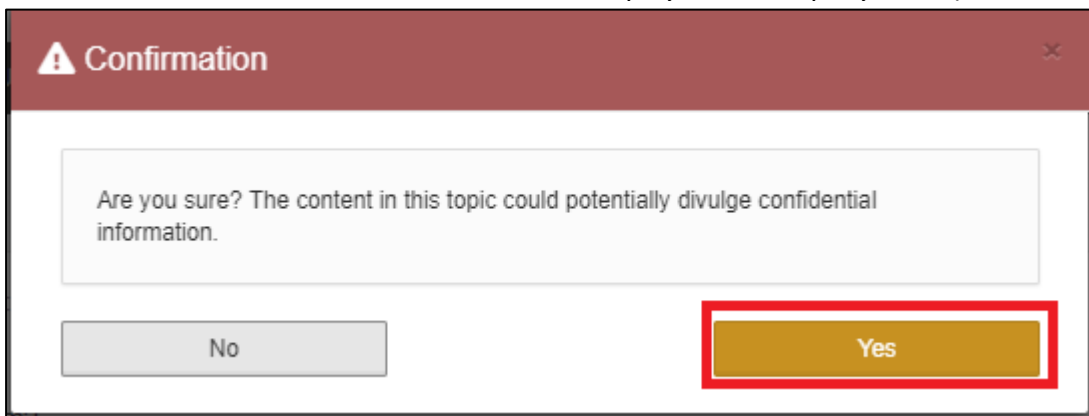 Confirmation
Are you sure? The content in this topic could potentially divulge confidential
information.
No
Yes